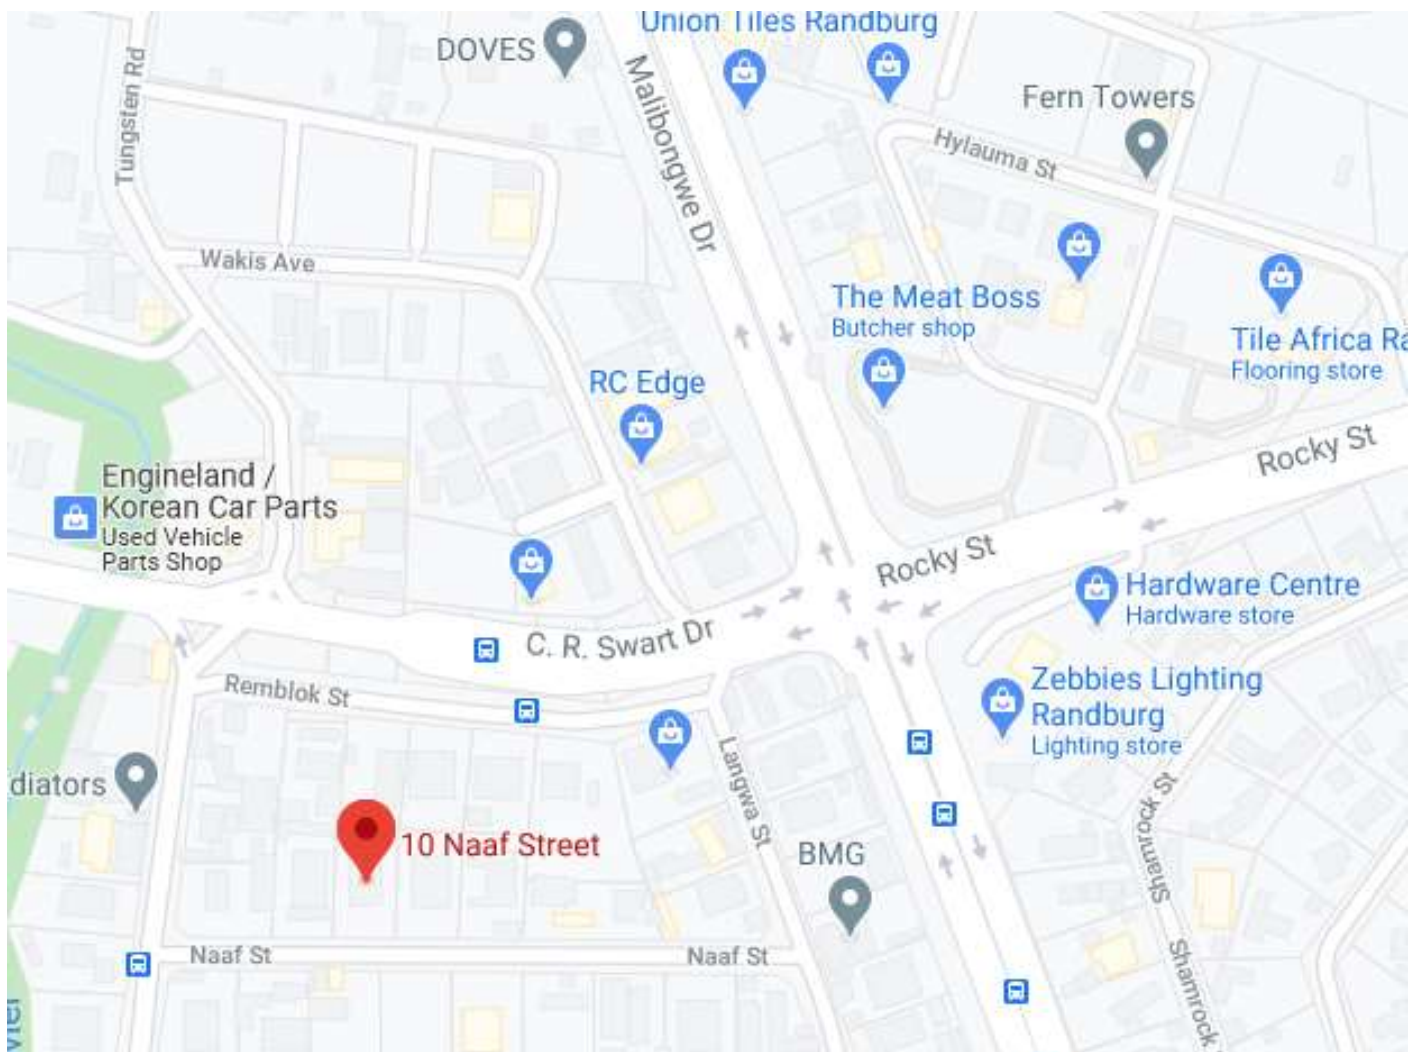 Union Tiles Randburg
DOVES
Tungsten Rd
Malibongwe Dr
Fern Towers
Hylauma St
Wakis Ave
The Meat Boss
Butcher shop
Tile Africa Ra
Flooring store
RC Edge
Rocky St
Engineland /
Korean Car Parts
Used Vehicle
Parts Shop
Rocky St
Hardware Centre
Hardware store
C. R. Swart Dr
Remblok St
Zebbies Lighting
Randburg
Lighting store
Langwa St
diators
Shamrock St
10 Naaf Street
BMG
Naaf St
Naaf St
Shamrock